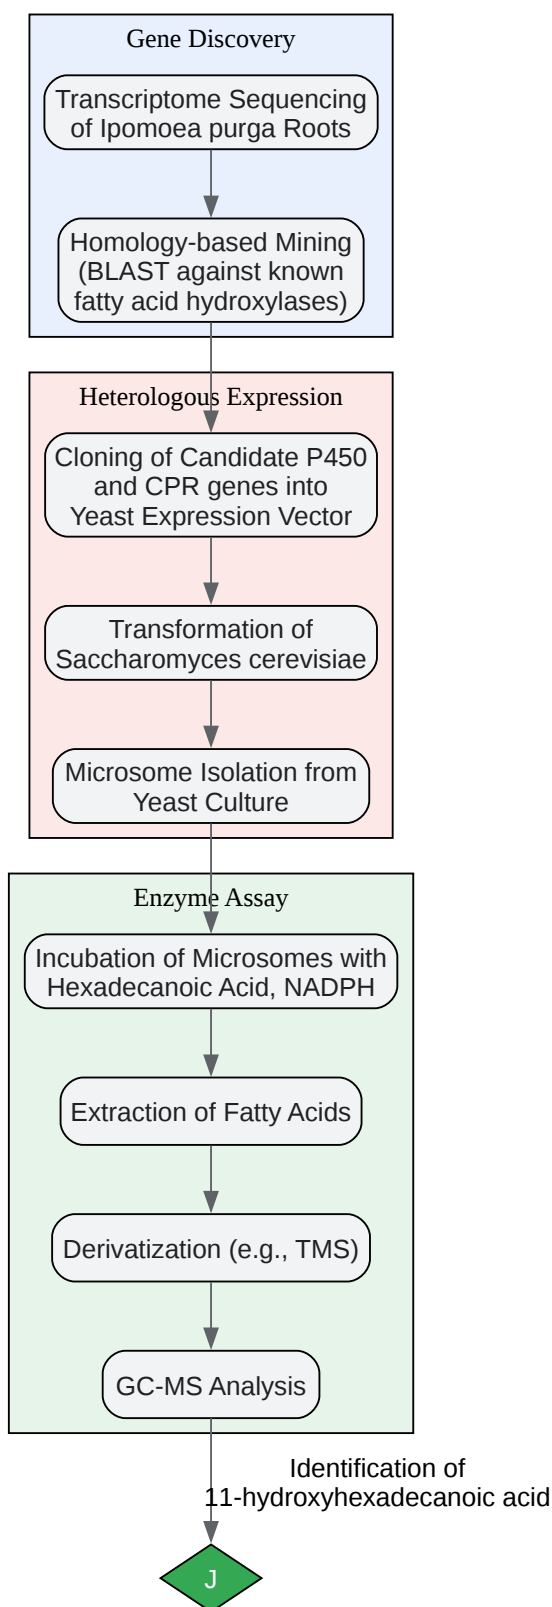 Gene Discovery
Transcriptome Sequencing
of Ipomoea purga Roots
Homology-based Mining
(BLAST against known
fatty acid hydroxylases)
Heterologous Expression
Cloning of Candidate P450
and CPR genes into
Yeast Expression Vector
Transformation of
Saccharomyces cerevisiae
Microsome Isolation from
Yeast Culture
Enzyme Assay
Incubation of Microsomes with
Hexadecanoic Acid, NADPH
Extraction of Fatty Acids
Derivatization (e.g., TMS)
GC-MS Analysis
Identification of
11-hydroxyhexadecanoic acid
J